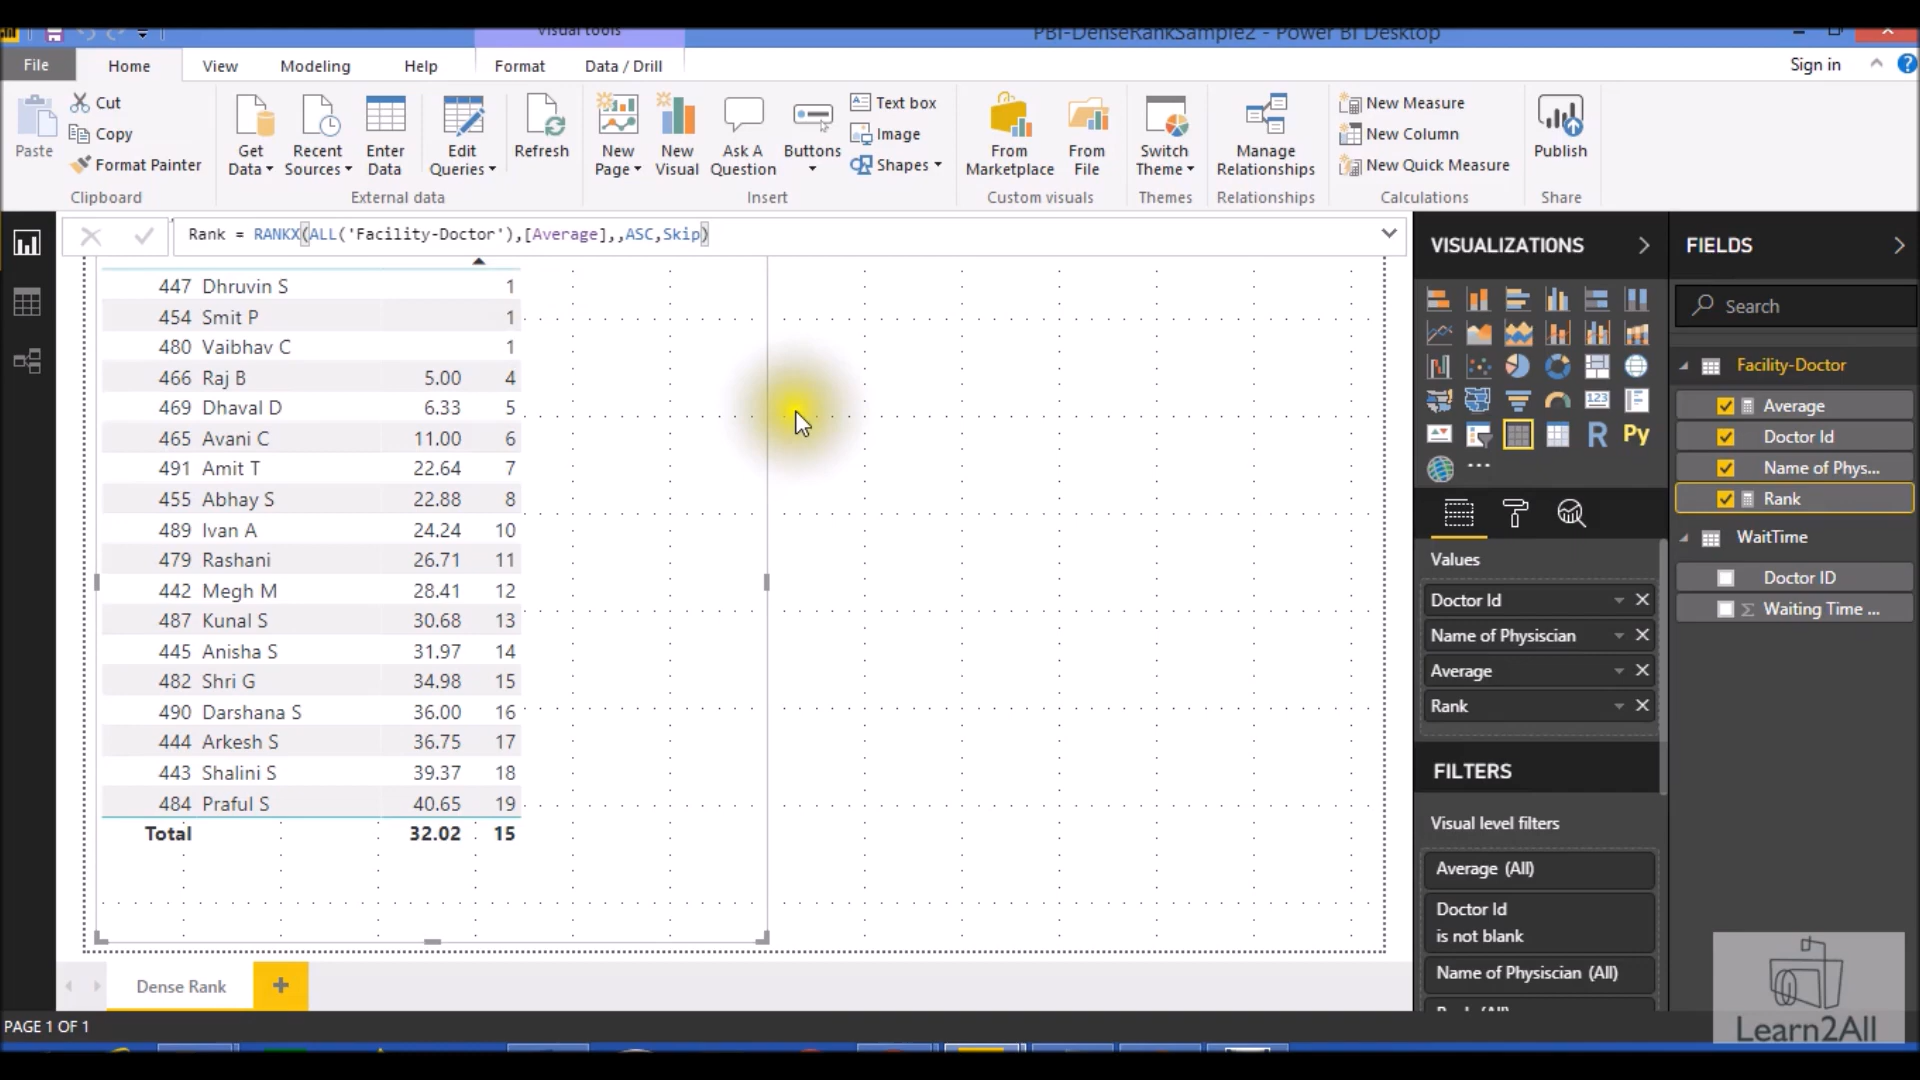 Visual tools
PBI-DenseRankSample2 - Power BI Desktop
File Home View Modeling Help Format Data / Drill Sign in
Paste
Cut
Copy
Format Painter
Clipboard
Get Data
Recent Sources
Enter Data
Edit Queries
Refresh
External data
New Page
New Visual
Ask A Question
Buttons
Text box
Image
Shapes
Insert
From Marketplace
From File
Custom visuals
Switch Theme
Themes
Manage Relationships
Relationships
New Measure
New Column
New Quick Measure
Calculations
Publish
Share
Rank = RANKX(ALL('Facility-Doctor'),[Average],,ASC,Skip)
447 Dhruvin S 1
454 Smit P 1
480 Vaibhav C 1
466 Raj B 5.00 4
469 Dhaval D 6.33 5
465 Avani C 11.00 6
491 Amit T 22.64 7
455 Abhay S 22.88 8
489 Ivan A 24.24 10
479 Rashani 26.71 11
442 Megh M 28.41 12
487 Kunal S 30.68 13
445 Anisha S 31.97 14
482 Shri G 34.98 15
490 Darshana S 36.00 16
444 Arkesh S 36.75 17
443 Shalini S 39.37 18
484 Praful S 40.65 19
Total 32.02 15
Dense Rank
PAGE 1 OF 1
VISUALIZATIONS
123
R Py
Values
Doctor Id
Name of Physiscian
Average
Rank
FILTERS
Visual level filters
Average (All)
Doctor Id
is not blank
Name of Physiscian (All)
FIELDS
Search
Facility-Doctor
Average
Doctor Id
Name of Phys...
Rank
WaitTime
Doctor ID
Waiting Time ...
Learn2All